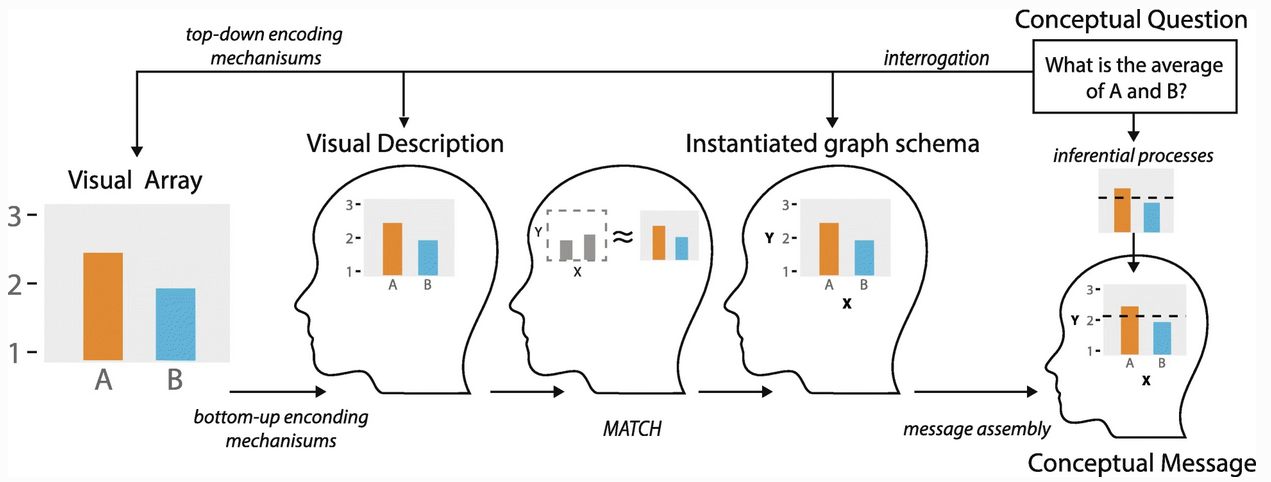 Conceptual Question
top-down encoding
mechanisums
interrogation
What is the average
of A and B?
Visual Description
Instantiated graph schema
inferential processes
Visual Array
3
2
1
A B
3
2
1
A B
Y
X
≈
3
Y 2
1
A B
X
3
Y 2
1
A B
X
bottom-up enconding
mechanisums
MATCH
message assembly
Conceptual Message